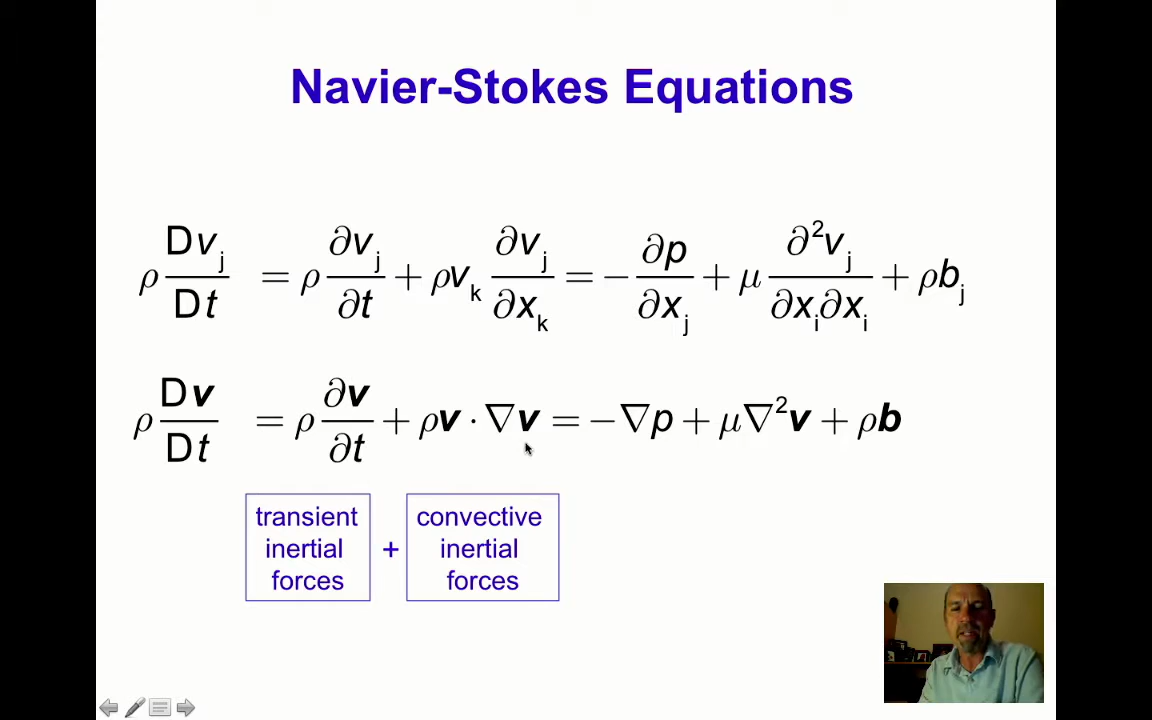 Navier-Stokes Equations
ρ Dv_j/Dt = ρ ∂v_j/∂t + ρv_k ∂v_j/∂x_k = − ∂p/∂x_j + μ ∂²v_j/∂x_i∂x_i + ρb_j
ρ Dv/Dt = ρ ∂v/∂t + ρv · ∇v = −∇p + μ∇²v + ρb
transient inertial forces + convective inertial forces